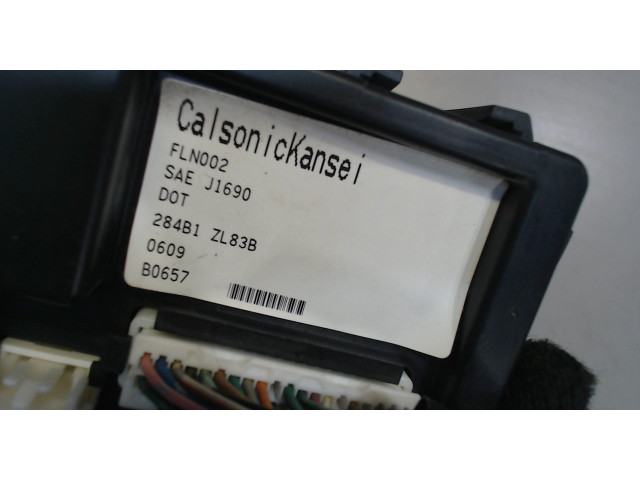 CalsonicKansei
FLN002
SAE J1690
DOT
284B1 ZL83B
0609
B0657